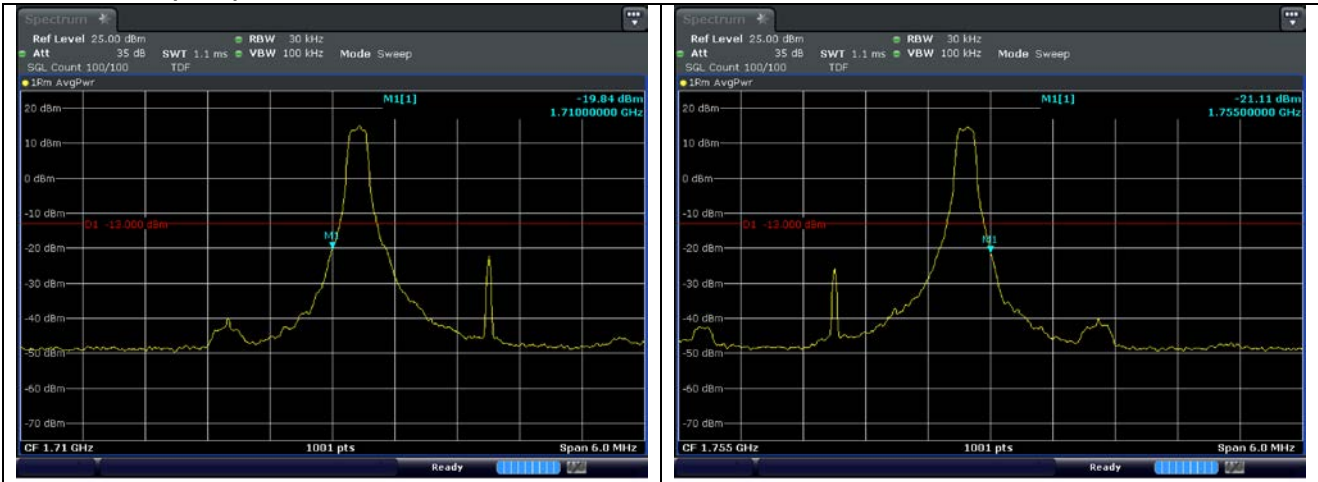 Spectrum
Ref Level 25.00 dBm RBW 30 kHz
Att 35 dB SWT 1.1 ms VBW 100 kHz Mode Sweep
SGL Count 100/100 TDF
1Rm AvgPwr
M1[1] -19.84 dBm
1.71000000 GHz
20 dBm
10 dBm
0 dBm
-10 dBm
D1 -13.000 dBm
M1
-20 dBm
-30 dBm
-40 dBm
-50 dBm
-60 dBm
-70 dBm
CF 1.71 GHz 1001 pts Span 6.0 MHz
Ready
Spectrum
Ref Level 25.00 dBm RBW 30 kHz
Att 35 dB SWT 1.1 ms VBW 100 kHz Mode Sweep
SGL Count 100/100 TDF
1Rm AvgPwr
M1[1] -21.11 dBm
1.75500000 GHz
20 dBm
10 dBm
0 dBm
-10 dBm
D1 -13.000 dBm
M1
-20 dBm
-30 dBm
-40 dBm
-50 dBm
-60 dBm
-70 dBm
CF 1.755 GHz 1001 pts Span 6.0 MHz
Ready